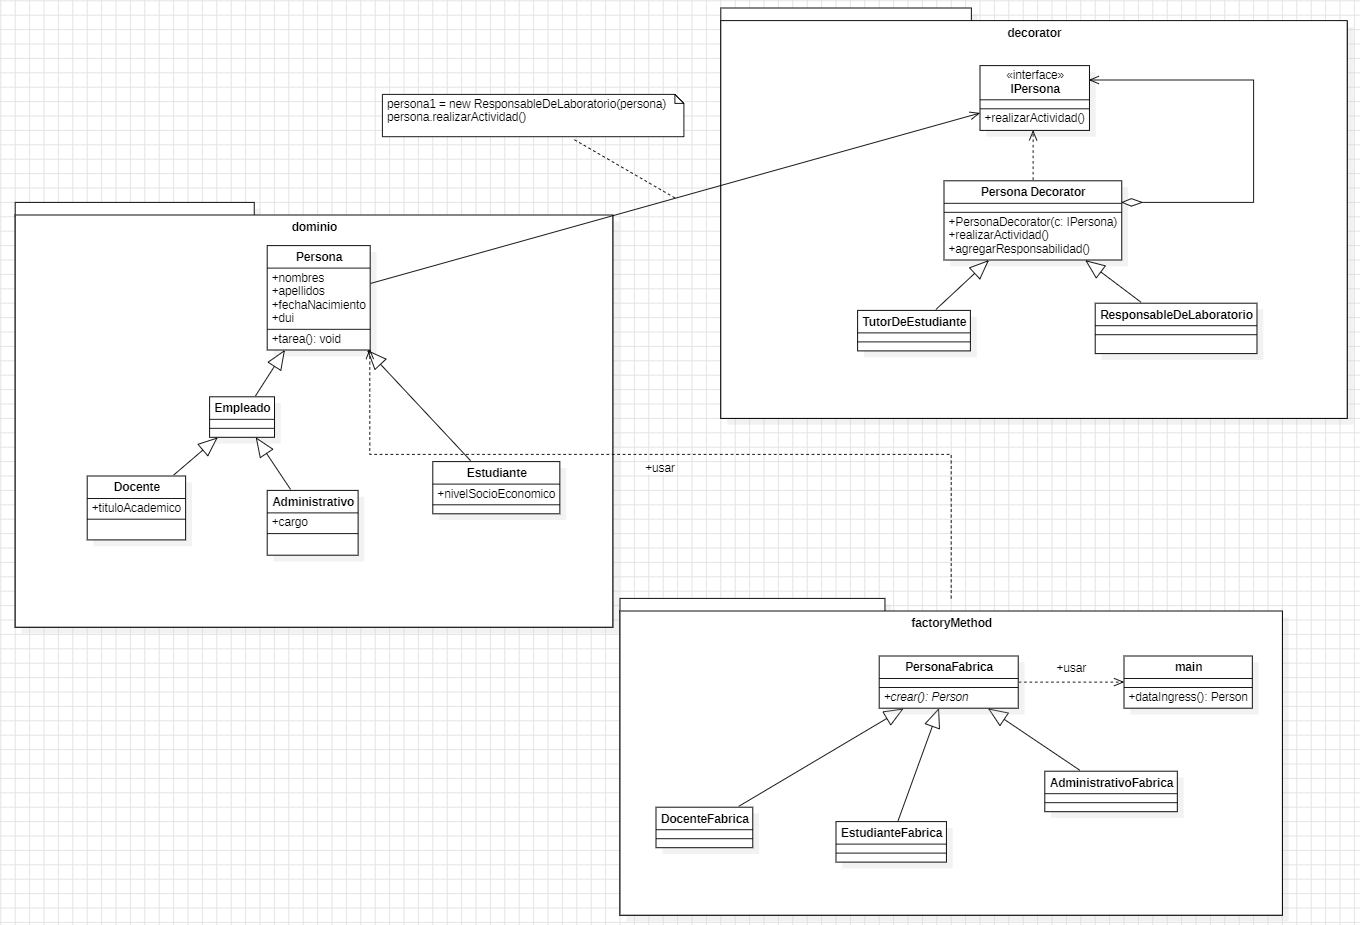 decorator
«interface»
IPersona
+realizarActividad()
persona1 = new ResponsableDeLaboratorio(persona)
persona.realizarActividad()
Persona Decorator
+PersonaDecorator(c: IPersona)
+realizarActividad()
+agregarResponsabilidad()
TutorDeEstudiante
ResponsableDeLaboratorio
dominio
Persona
+nombres
+apellidos
+fechaNacimiento
+dui
+tarea(): void
Empleado
Docente
+tituloAcademico
Administrativo
+cargo
Estudiante
+nivelSocioEconomico
+usar
factoryMethod
PersonaFabrica
+crear(): Person
+usar
main
+dataIngress(): Person
DocenteFabrica
EstudianteFabrica
AdministrativoFabrica